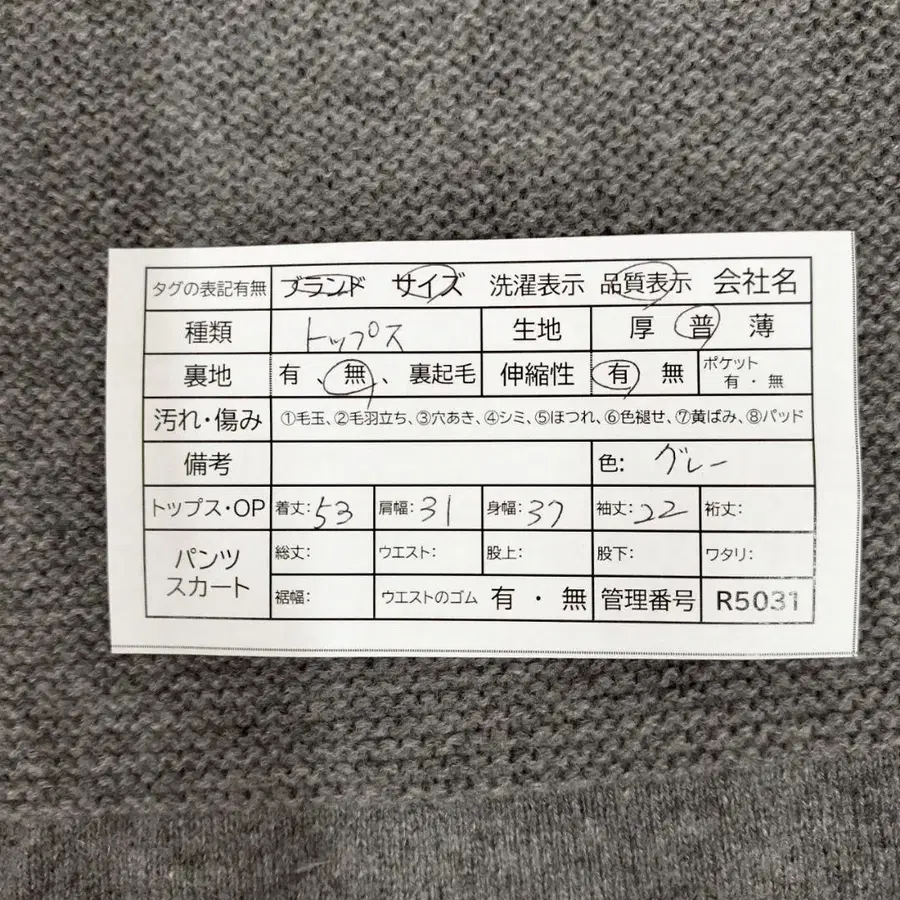 タグの表記有無 ブランド サイズ 洗濯表示 品質表示 会社名
種類 トップス 生地 厚 普 薄
裏地 有 、 無 、 裏起毛 伸縮性 有 無 ポケット 有・無
汚れ・傷み ①毛玉、②毛羽立ち、③穴あき、④シミ、⑤ほつれ、⑥色褪せ、⑦黄ばみ、⑧パッド
備考 色: グレー
トップス・OP 着丈:53 肩幅:31 身幅:37 袖丈:22 裄丈:
パンツ スカート 総丈: ウエスト: 股上: 股下: ワタリ:
裾幅: ウエストのゴム 有 ・ 無 管理番号 R5031